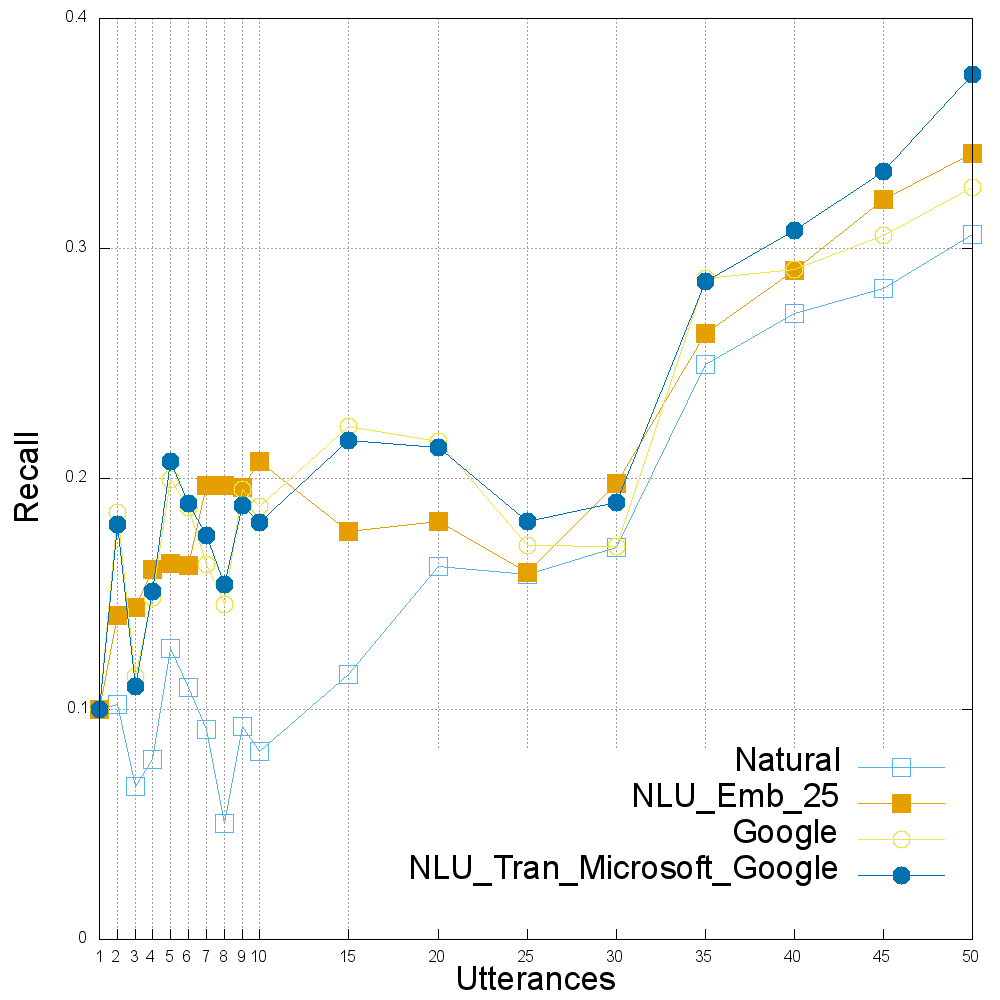 0.4
0.3
0.2
0.1
0
Recall
1 2 3 4 5 6 7 8 9 10 15 20 25 30 35 40 45 50
Utterances
Natural
NLU_Emb_25
Google
NLU_Tran_Microsoft_Google